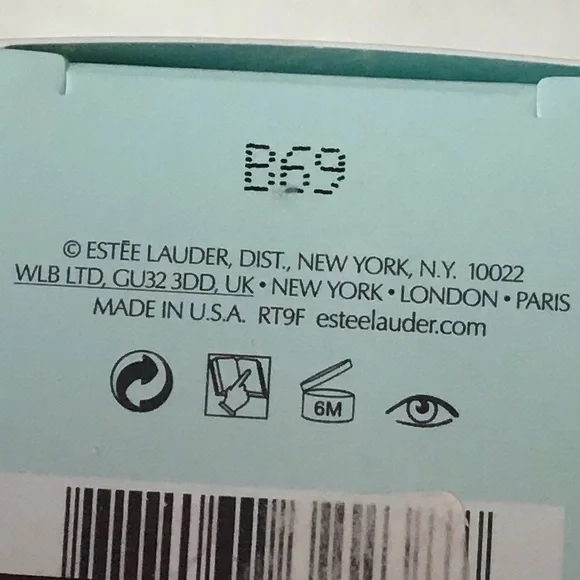 B69
© ESTĒE LAUDER, DIST., NEW YORK, N.Y. 10022
WLB LTD, GU32 3DD, UK • NEW YORK • LONDON • PARIS
MADE IN U.S.A. RT9F esteelauder.com
6M